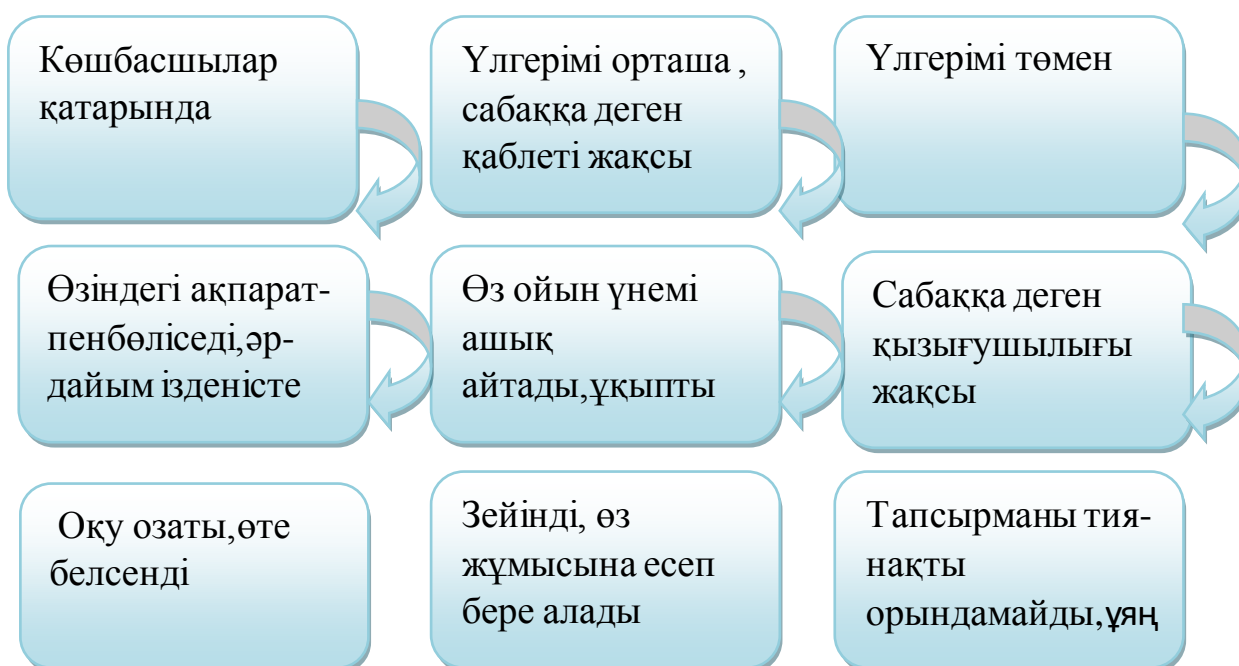 Көшбасшылар
қатарында
Үлгерімі орташа ,
сабаққа деген
қаблеті жақсы
Үлгерімі төмен
Өзіндегі ақпарат-
пенбөліседі,әр-
дайым ізденісте
Өз ойын үнемі
ашық
айтады,ұқыпты
Сабаққа деген
қызығушылығы
жақсы
Оқу озаты,өте
белсенді
Зейінді, өз
жұмысына есеп
бере алады
Тапсырманы тия-
нақты
орындамайды,ұяң